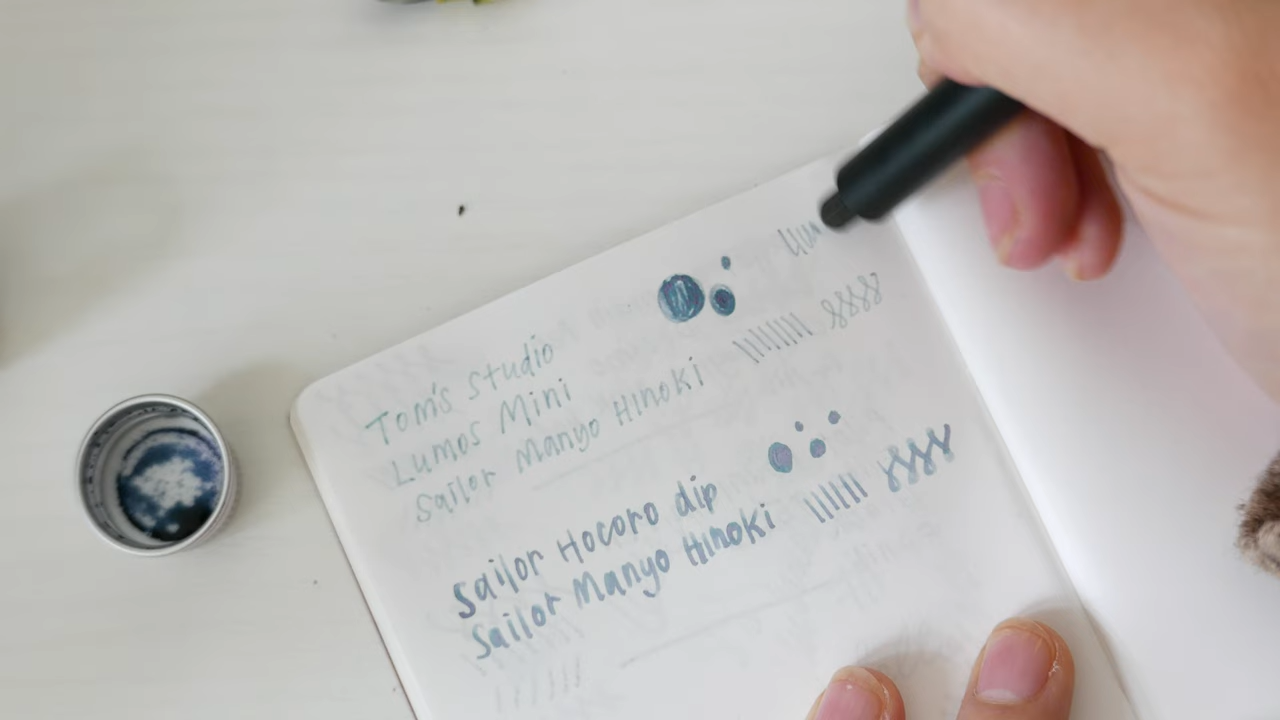 Tom's Studio
Lumos Mini
Sailor Manyo Hinoki
Sailor Hocoro dip
Sailor Manyo Hinoki